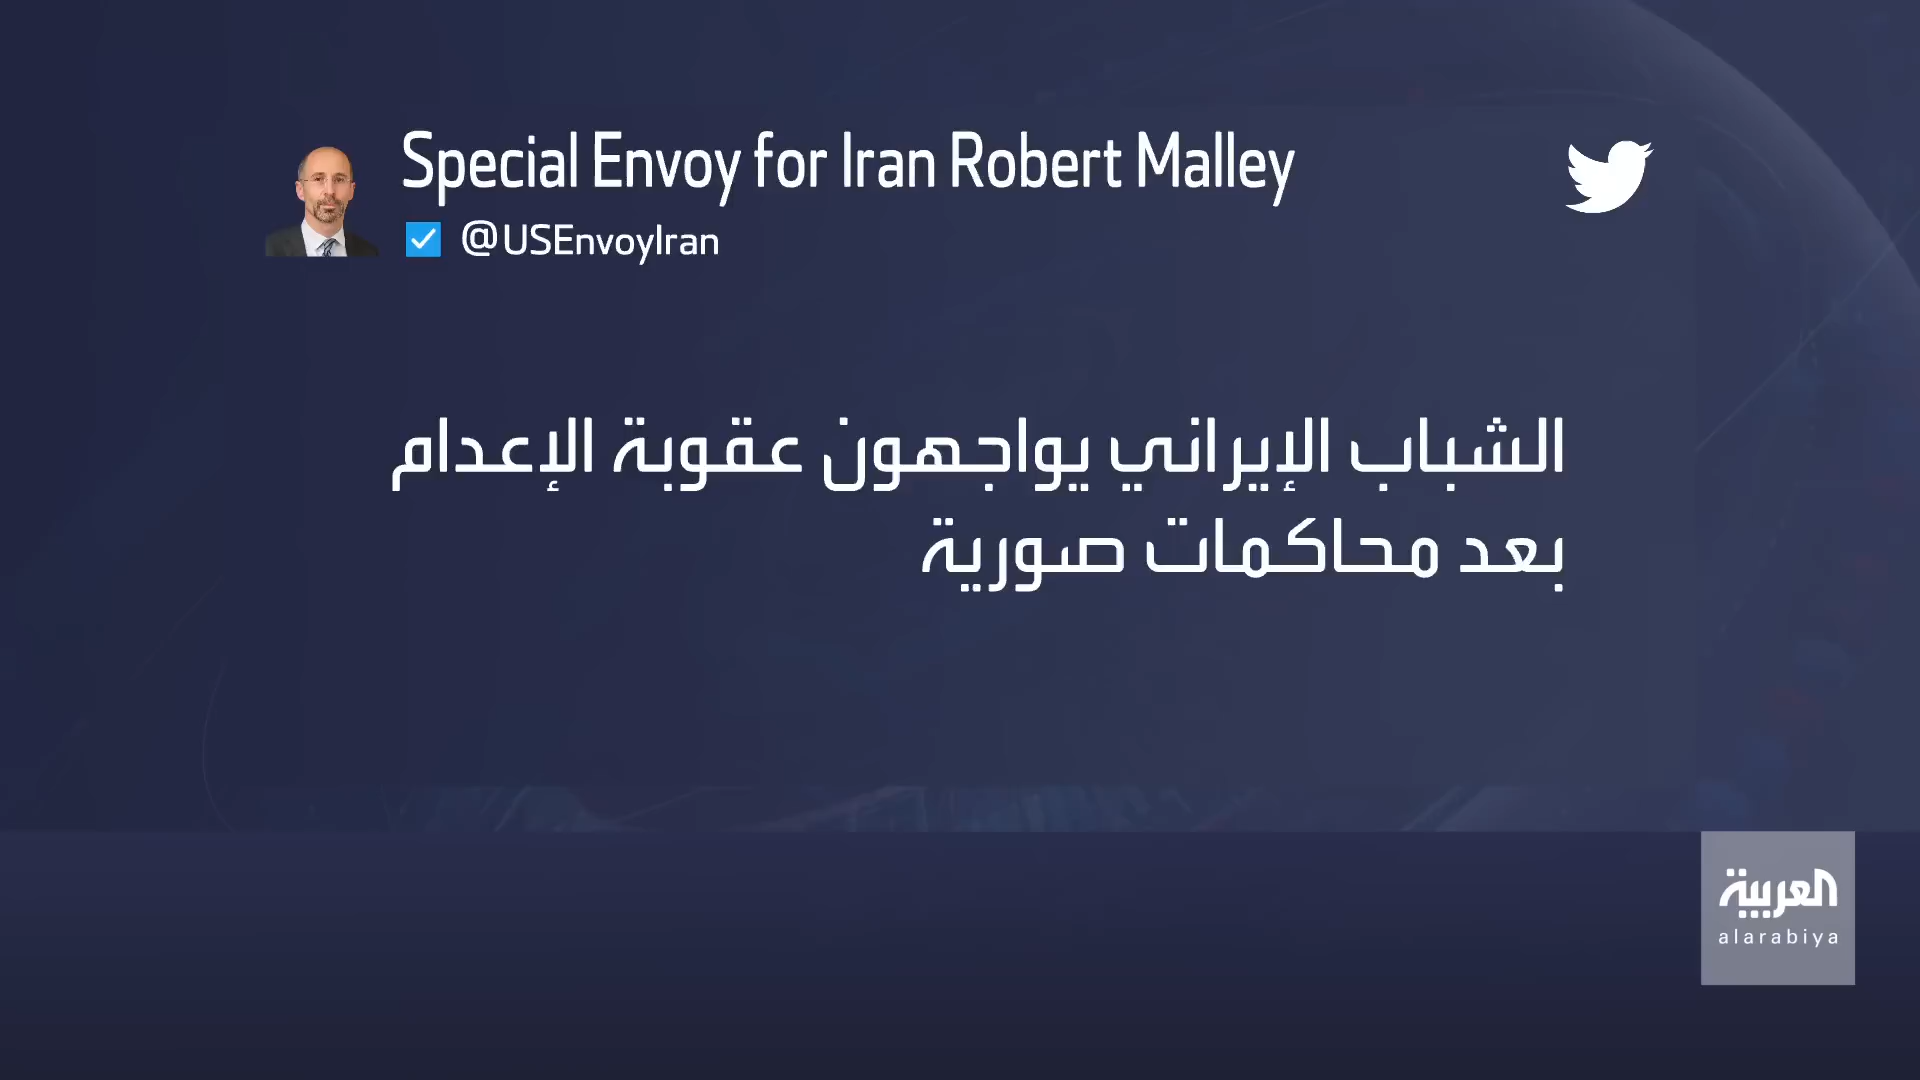 Special Envoy for Iran Robert Malley
@USEnvoyIran
الشباب الإيراني يواجهون عقوبة الإعدام
بعد محاكمات صورية
العربية
alarabiya